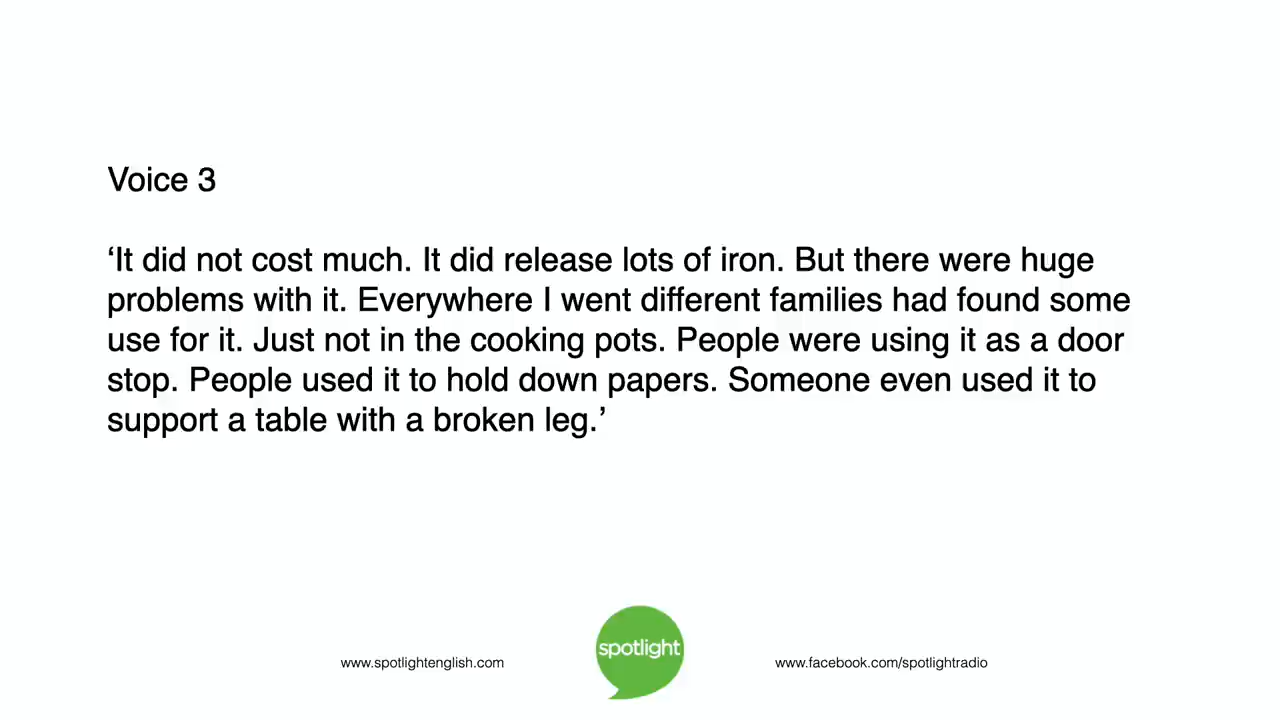 Voice 3
‘It did not cost much. It did release lots of iron. But there were huge
problems with it. Everywhere I went different families had found some
use for it. Just not in the cooking pots. People were using it as a door
stop. People used it to hold down papers. Someone even used it to
support a table with a broken leg.’
spotlight
www.spotlightenglish.com
www.facebook.com/spotlightradio